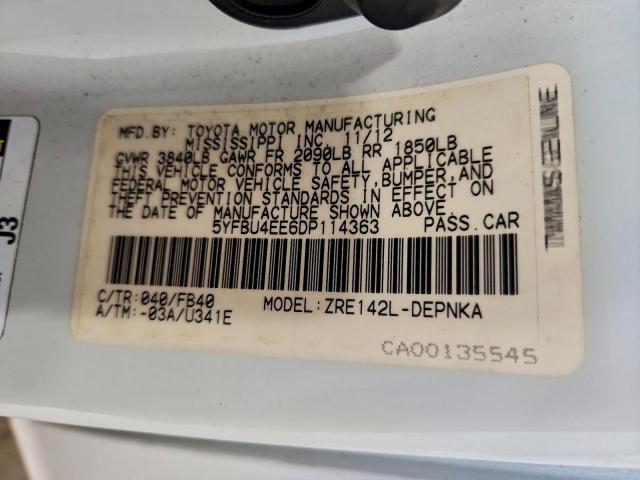 MFD.BY: TOYOTA MOTOR MANUFACTURING
MISSISSIPPI INC. 11/12
GVWR 3840LB GAWR FR 2090LB RR 1850LB
THIS VEHICLE CONFORMS TO ALL APPLICABLE
FEDERAL MOTOR VEHICLE SAFETY,BUMPER,AND
THEFT PREVENTION STANDARDS IN EFFECT ON
THE DATE OF MANUFACTURE SHOWN ABOVE.
5YFBU4EE6DP114363 PASS.CAR
C/TR:040/FB40 MODEL:ZRE142L-DEPNKA
A/TM:-03A/U341E
CA00135545
J3